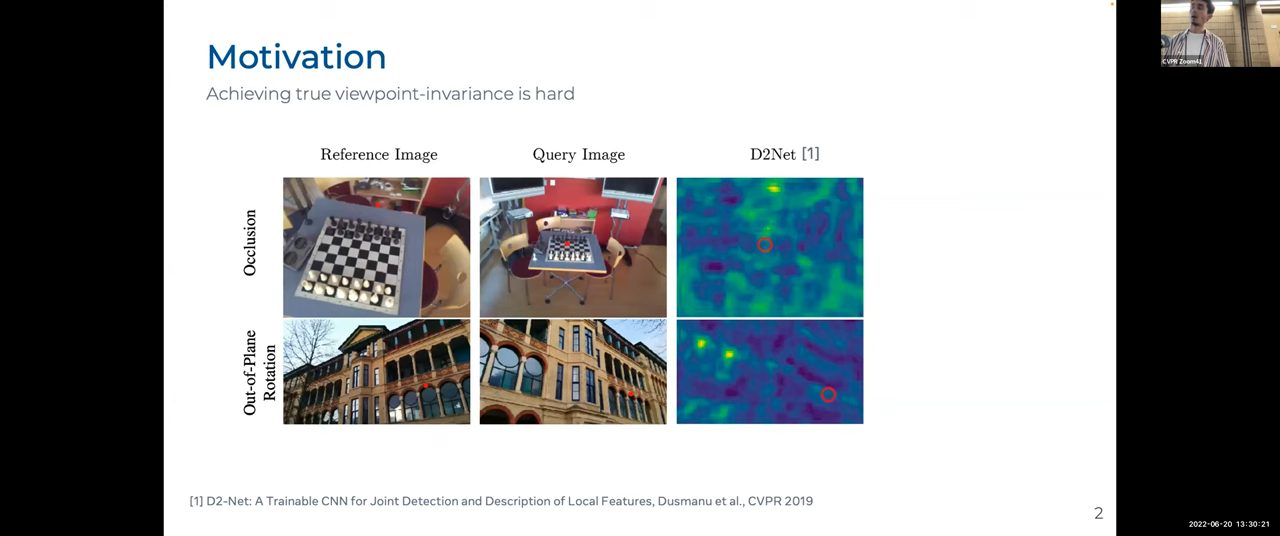 Motivation
Achieving true viewpoint-invariance is hard
CVPR Zoom41
Reference Image
Query Image
D2Net [1]
Occlusion
Out-of-Plane
Rotation
[1] D2-Net: A Trainable CNN for Joint Detection and Description of Local Features, Dusmanu et al., CVPR 2019
2
2022-06-20 13:30:21